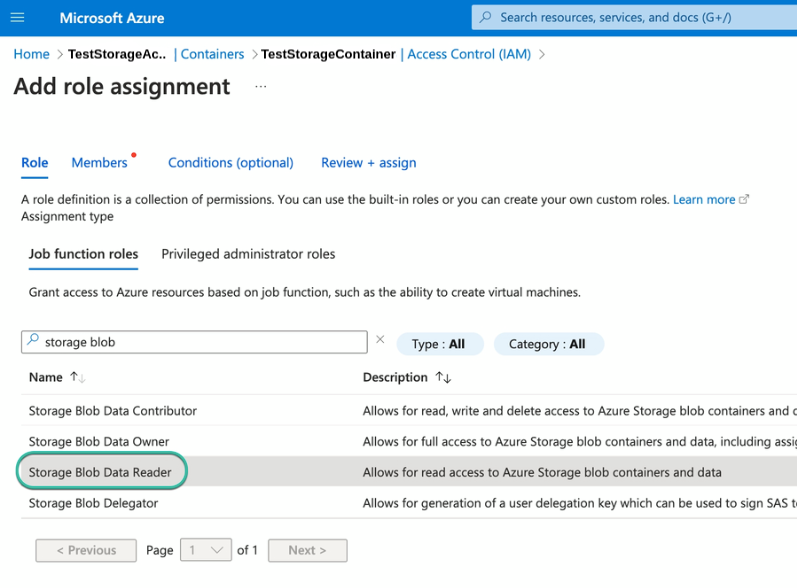 Microsoft Azure
Search resources, services, and docs (G+/)
Home > TestStorageAc.. | Containers > TestStorageContainer | Access Control (IAM) >
Add role assignment ...
Role Members Conditions (optional) Review + assign
A role definition is a collection of permissions. You can use the built-in roles or you can create your own custom roles. Learn more
Assignment type
Job function roles Privileged administrator roles
Grant access to Azure resources based on job function, such as the ability to create virtual machines.
storage blob × Type : All Category : All
Name ↑↓ Description ↑↓
Storage Blob Data Contributor Allows for read, write and delete access to Azure Storage blob containers and
Storage Blob Data Owner Allows for full access to Azure Storage blob containers and data, including
Storage Blob Data Reader Allows for read access to Azure Storage blob containers and data
Storage Blob Delegator Allows for generation of a user delegation key which can be used to sign SAS
< Previous Page 1 of 1 Next >